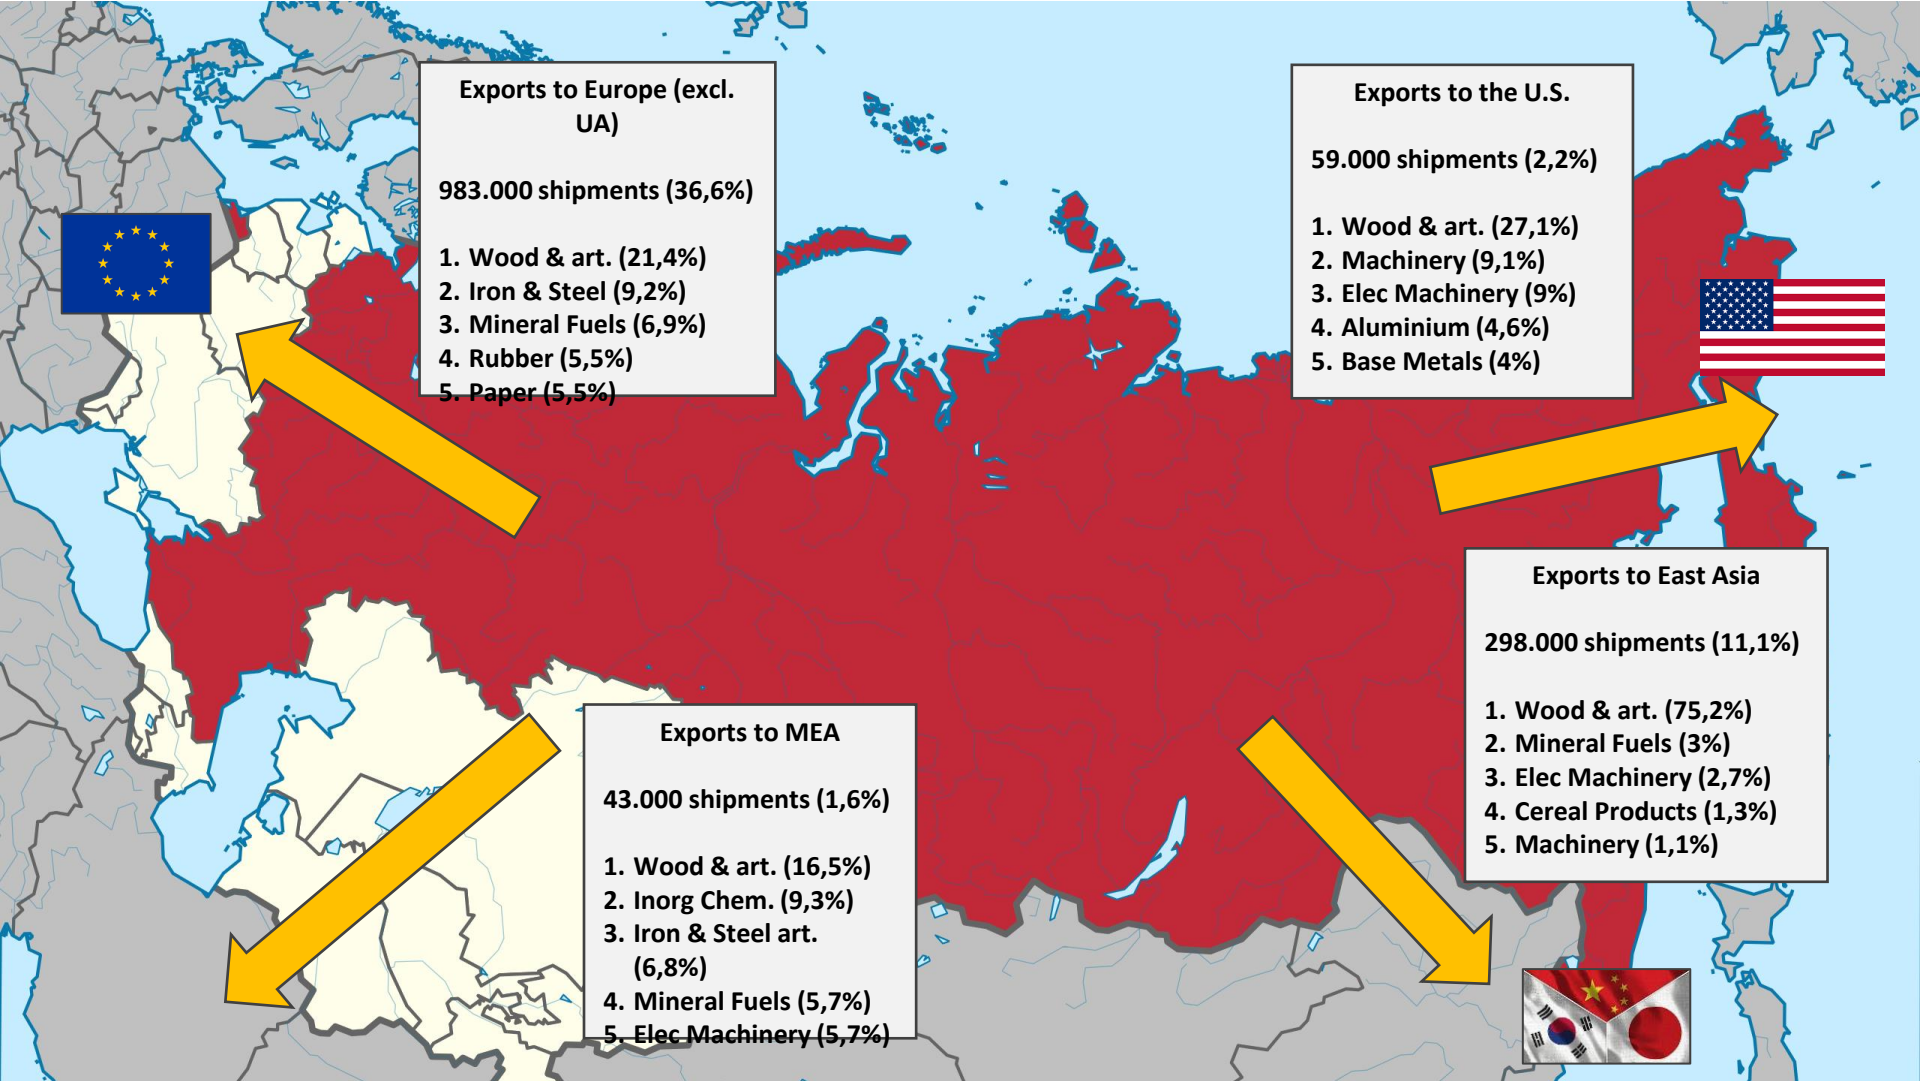 Exports to Europe (excl.
UA)
983.000 shipments (36,6%)
1. Wood & art. (21,4%)
2. Iron & Steel (9,2%)
3. Mineral Fuels (6,9%)
4. Rubber (5,5%)
5. Paper (5,5%)
Exports to the U.S.
59.000 shipments (2,2%)
1. Wood & art. (27,1%)
2. Machinery (9,1%)
3. Elec Machinery (9%)
4. Aluminium (4,6%)
5. Base Metals (4%)
Exports to MEA
43.000 shipments (1,6%)
1. Wood & art. (16,5%)
2. Inorg Chem. (9,3%)
3. Iron & Steel art.
(6,8%)
4. Mineral Fuels (5,7%)
5. Elec Machinery (5,7%)
Exports to East Asia
298.000 shipments (11,1%)
1. Wood & art. (75,2%)
2. Mineral Fuels (3%)
3. Elec Machinery (2,7%)
4. Cereal Products (1,3%)
5. Machinery (1,1%)